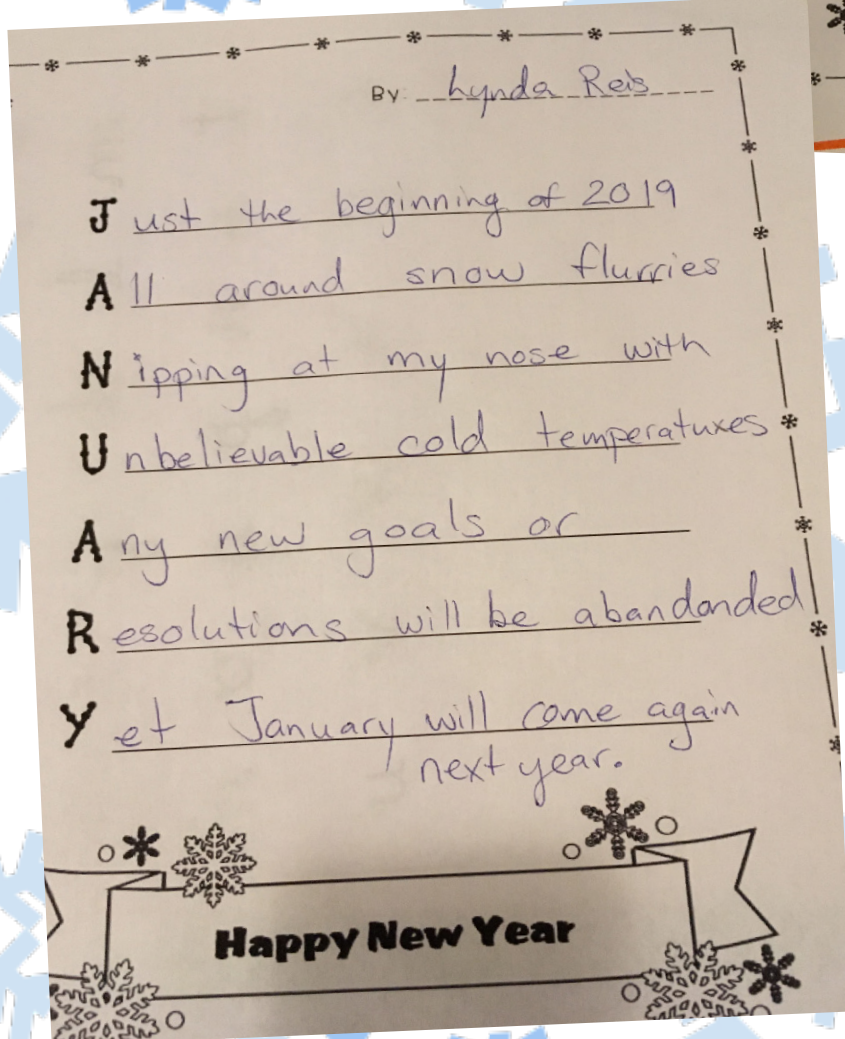 By: Lynda Reis
Just the beginning of 2019
All around snow flurries
Nipping at my nose with
Unbelievable cold temperatures
Any new goals or
Resolutions will be abandonded
Yet January will come again
next year.
Happy New Year